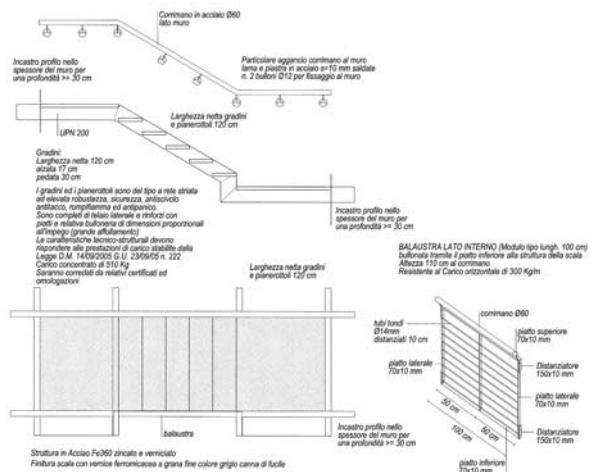 Corrimano in acciaio Ø60
lato muro
Incastro profilo nello
spessore del muro per
una profondità >= 30 cm
Particolare aggancio corrimano al muro
lama e piastra in acciaio s=10 mm saldate
n. 2 bulloni Ø12 per fissaggio al muro
Larghezza netta gradini
e pianerottoli 120 cm
UPN 200
Gradini:
Larghezza netta 120 cm
alzata 17 cm
pedata 30 cm
I gradini ed i pianerottoli sono del tipo a rete striata
ad elevata robustezza, sicurezza, antiscivolo
antitacco, rompifiamma ed antipanico.
Sono completi di telaio laterale e rinforzi con
piatti e relativa bulloneria di dimensioni proporzionali
all'impego (grande affollamento)
Le caratteristiche tecnico-strutturali devono
rispondere alle prestazioni di carico stabilite dalla
Legge D.M. 14/09/2005 G.U. 23/09/05 n. 222
Carico concentrato di 510 Kg
Saranno corredati da relativi certificati ed
omologazioni
Incastro profilo nello
spessore del muro per
una profondità >= 30 cm
Larghezza netta gradini
e pianerottoli 120 cm
BALAUSTRA LATO INTERNO (Modulo tipo lungh. 100 cm)
bullonata tramite il piatto inferiore alla struttura della scala
Altezza 110 cm al corrimano
Resistente al Carico orizzontale di 300 Kg/m
corrimano Ø60
tubi tondi
Ø14mm
distanziati 10 cm
piatto superiore
70x10 mm
piatto laterale
70x10 mm
Distanziatore
150x10 mm
piatto laterale
70x10 mm
Distanziatore
150x10 mm
50 cm
50 cm
100 cm
piatto inferiore
70x10 mm
balaustra
Incastro profilo nello
spessore del muro per
una profondità >= 30 cm
Struttura in Acciao Fe360 zincato e verniciato
Finitura scala con vernice ferromicacea a grana fine colore grigio canna di fucile